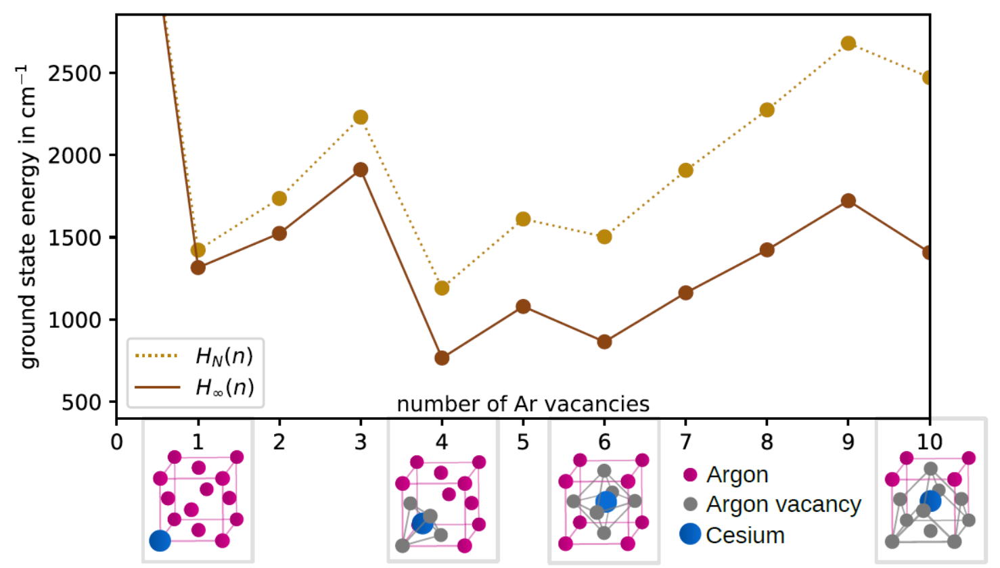 ground state energy in cm⁻¹
2500
2000
1500
1000
500
H_N(n)
H_∞(n)
number of Ar vacancies
0 1 2 3 4 5 6 7 8 9 10
Argon
Argon vacancy
Cesium